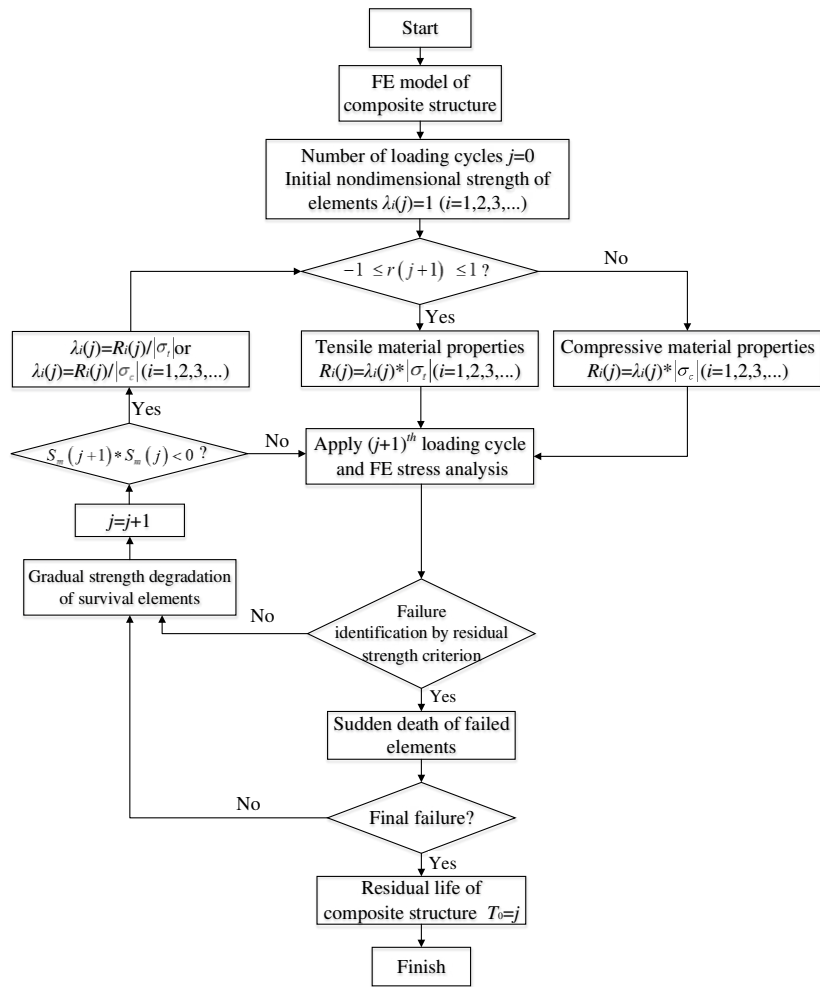 Start
FE model of
composite structure
Number of loading cycles j=0
Initial nondimensional strength of
elements λi(j)=1 (i=1,2,3,...)
−1 ≤ r(j+1) ≤ 1 ?
No
Yes
λi(j)=Ri(j)/|σt|or
λi(j)=Ri(j)/|σc|(i=1,2,3,...)
Tensile material properties
Ri(j)=λi(j)*|σt|(i=1,2,3,...)
Compressive material properties
Ri(j)=λi(j)*|σc|(i=1,2,3,...)
Yes
Sm(j+1)*Sm(j)<0 ?
No
Apply (j+1)th loading cycle
and FE stress analysis
j=j+1
Gradual strength degradation
of survival elements
No
Failure
identification by residual
strength criterion
Yes
Sudden death of failed
elements
No
Final failure?
Yes
Residual life of
composite structure T0=j
Finish